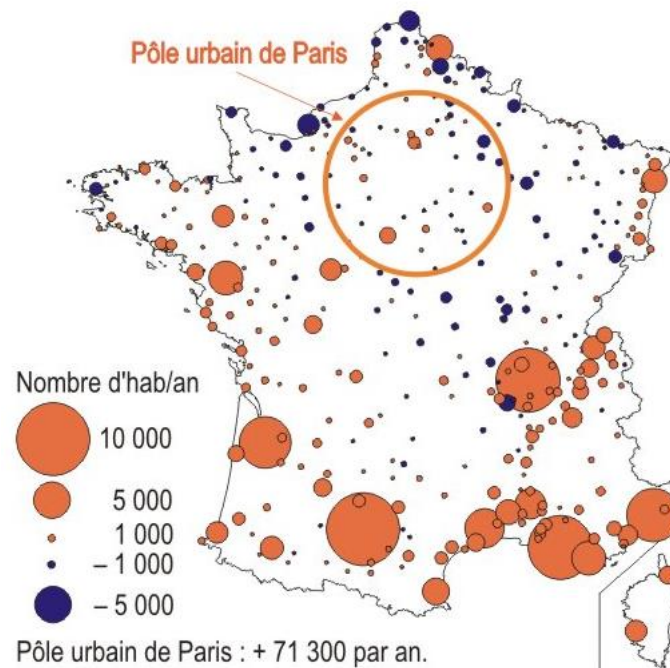 Pôle urbain de Paris
Nombre d'hab/an
10 000
5 000
1 000
– 1 000
– 5 000
Pôle urbain de Paris : + 71 300 par an.